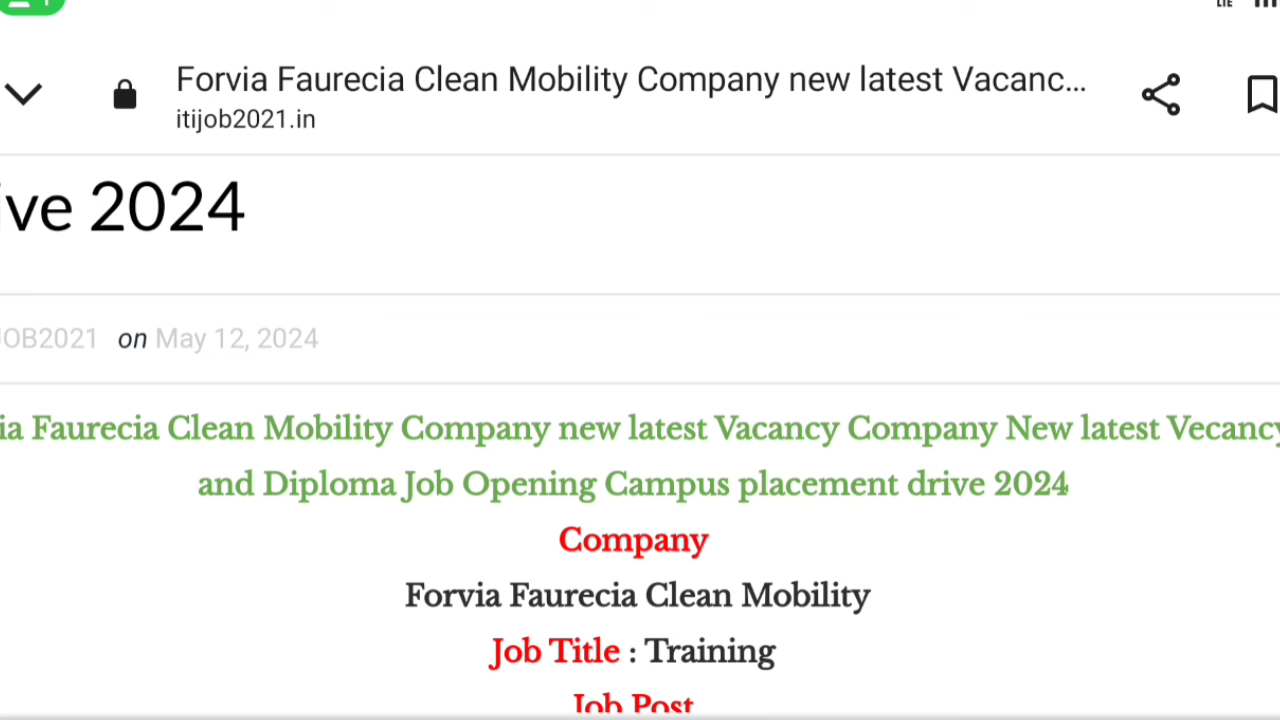 LTE
Forvia Faurecia Clean Mobility Company new latest Vacanc...
itijob2021.in
ive 2024
JOB2021 on May 12, 2024
ia Faurecia Clean Mobility Company new latest Vacancy Company New latest Vecancy
and Diploma Job Opening Campus placement drive 2024
Company
Forvia Faurecia Clean Mobility
Job Title : Training
Job Post